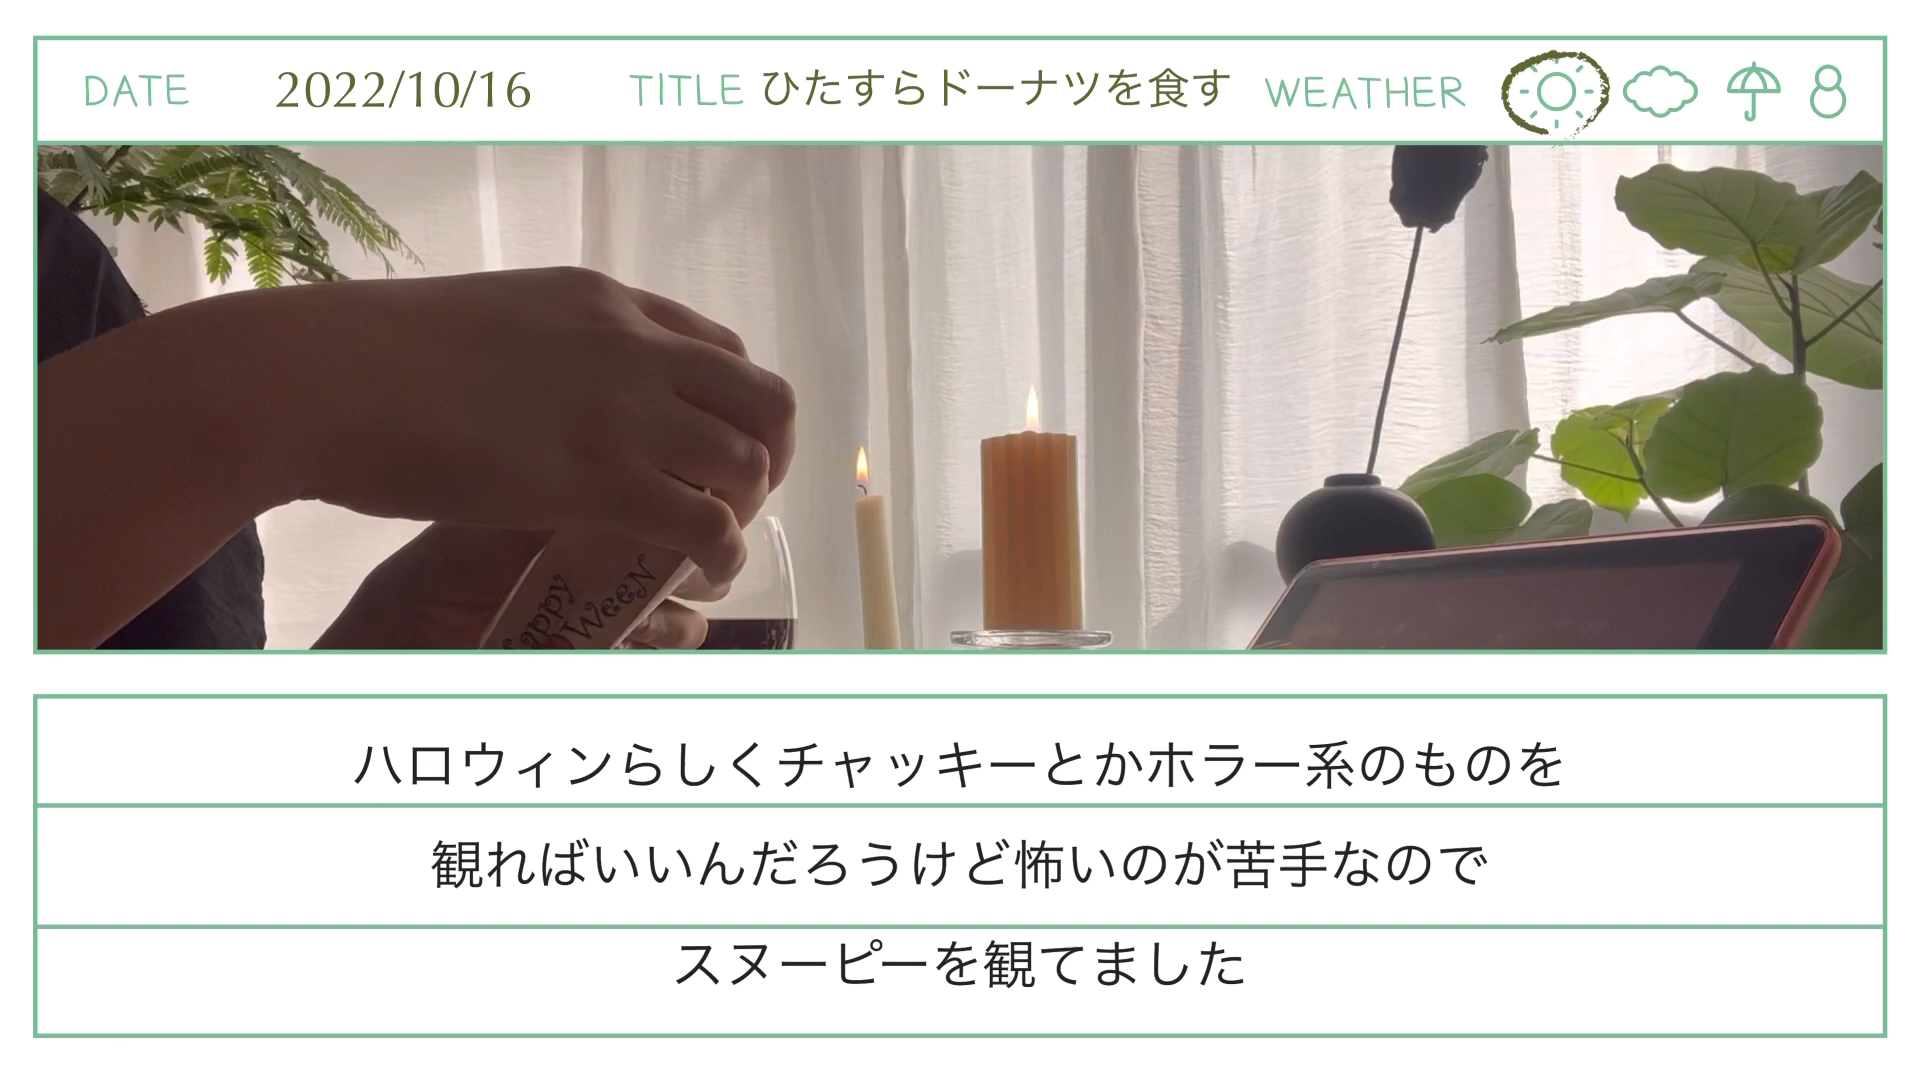 DATE 2022/10/16 TITLE ひたすらドーナツを食す WEATHER
Happy
WeeN
ハロウィンらしくチャッキーとかホラー系のものを
観ればいいんだろうけど怖いのが苦手なので
スヌーピーを観てました